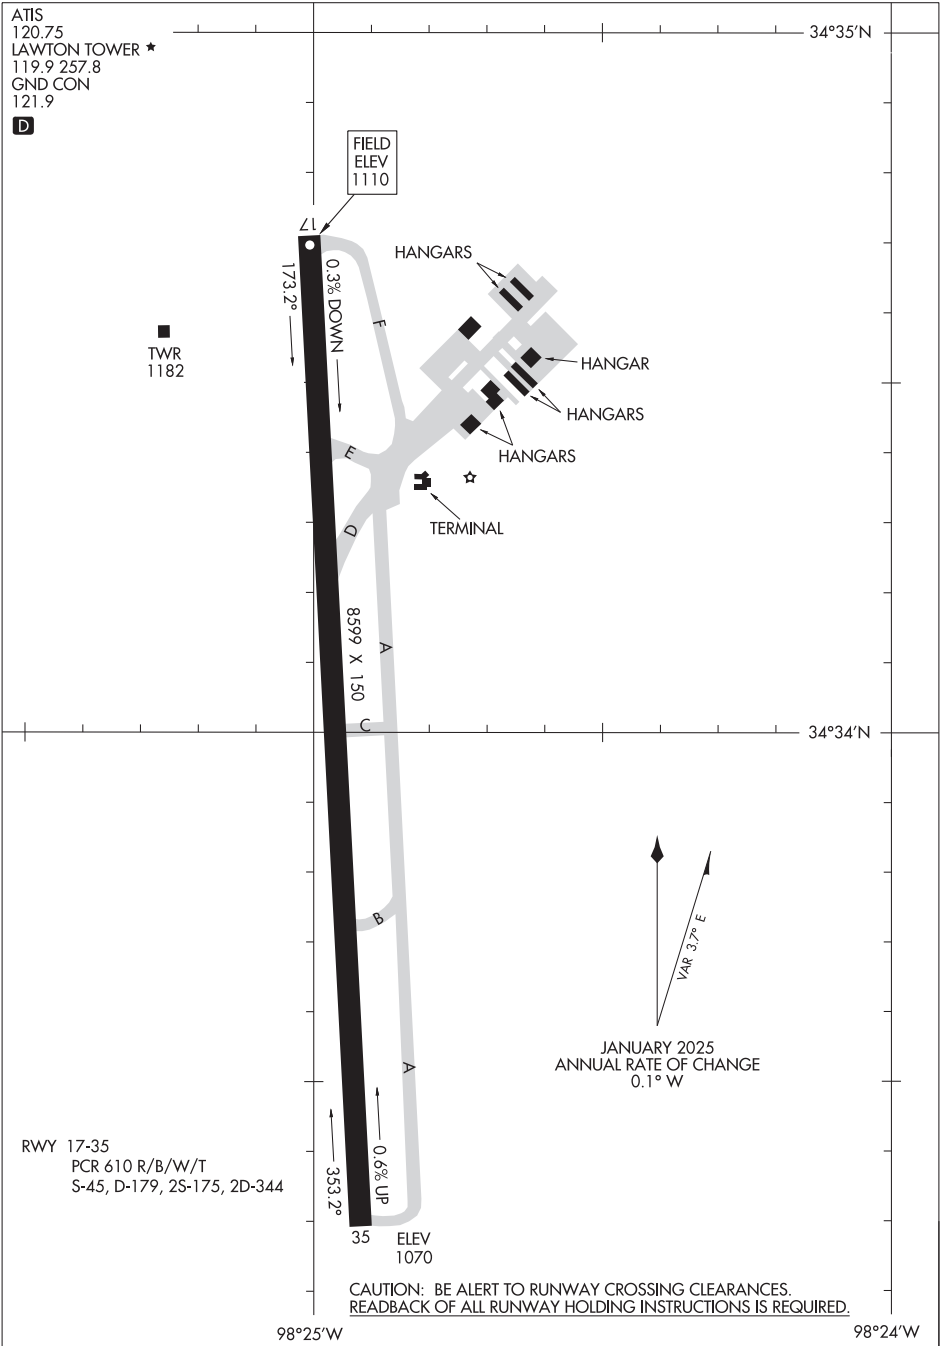 ATIS
120.75
LAWTON TOWER ★
119.9 257.8
GND CON
121.9
D
34°35'N
FIELD
ELEV
1110
17
173.2°
0.3% DOWN
F
HANGARS
TWR
1182
HANGAR
HANGARS
HANGARS
E
TERMINAL
D
8599 X 150
A
C
34°34'N
B
VAR 3.7° E
JANUARY 2025
ANNUAL RATE OF CHANGE
0.1° W
A
RWY 17-35
PCR 610 R/B/W/T
S-45, D-179, 2S-175, 2D-344
353.2°
0.6% UP
35
ELEV
1070
CAUTION: BE ALERT TO RUNWAY CROSSING CLEARANCES.
READBACK OF ALL RUNWAY HOLDING INSTRUCTIONS IS REQUIRED.
98°25'W
98°24'W